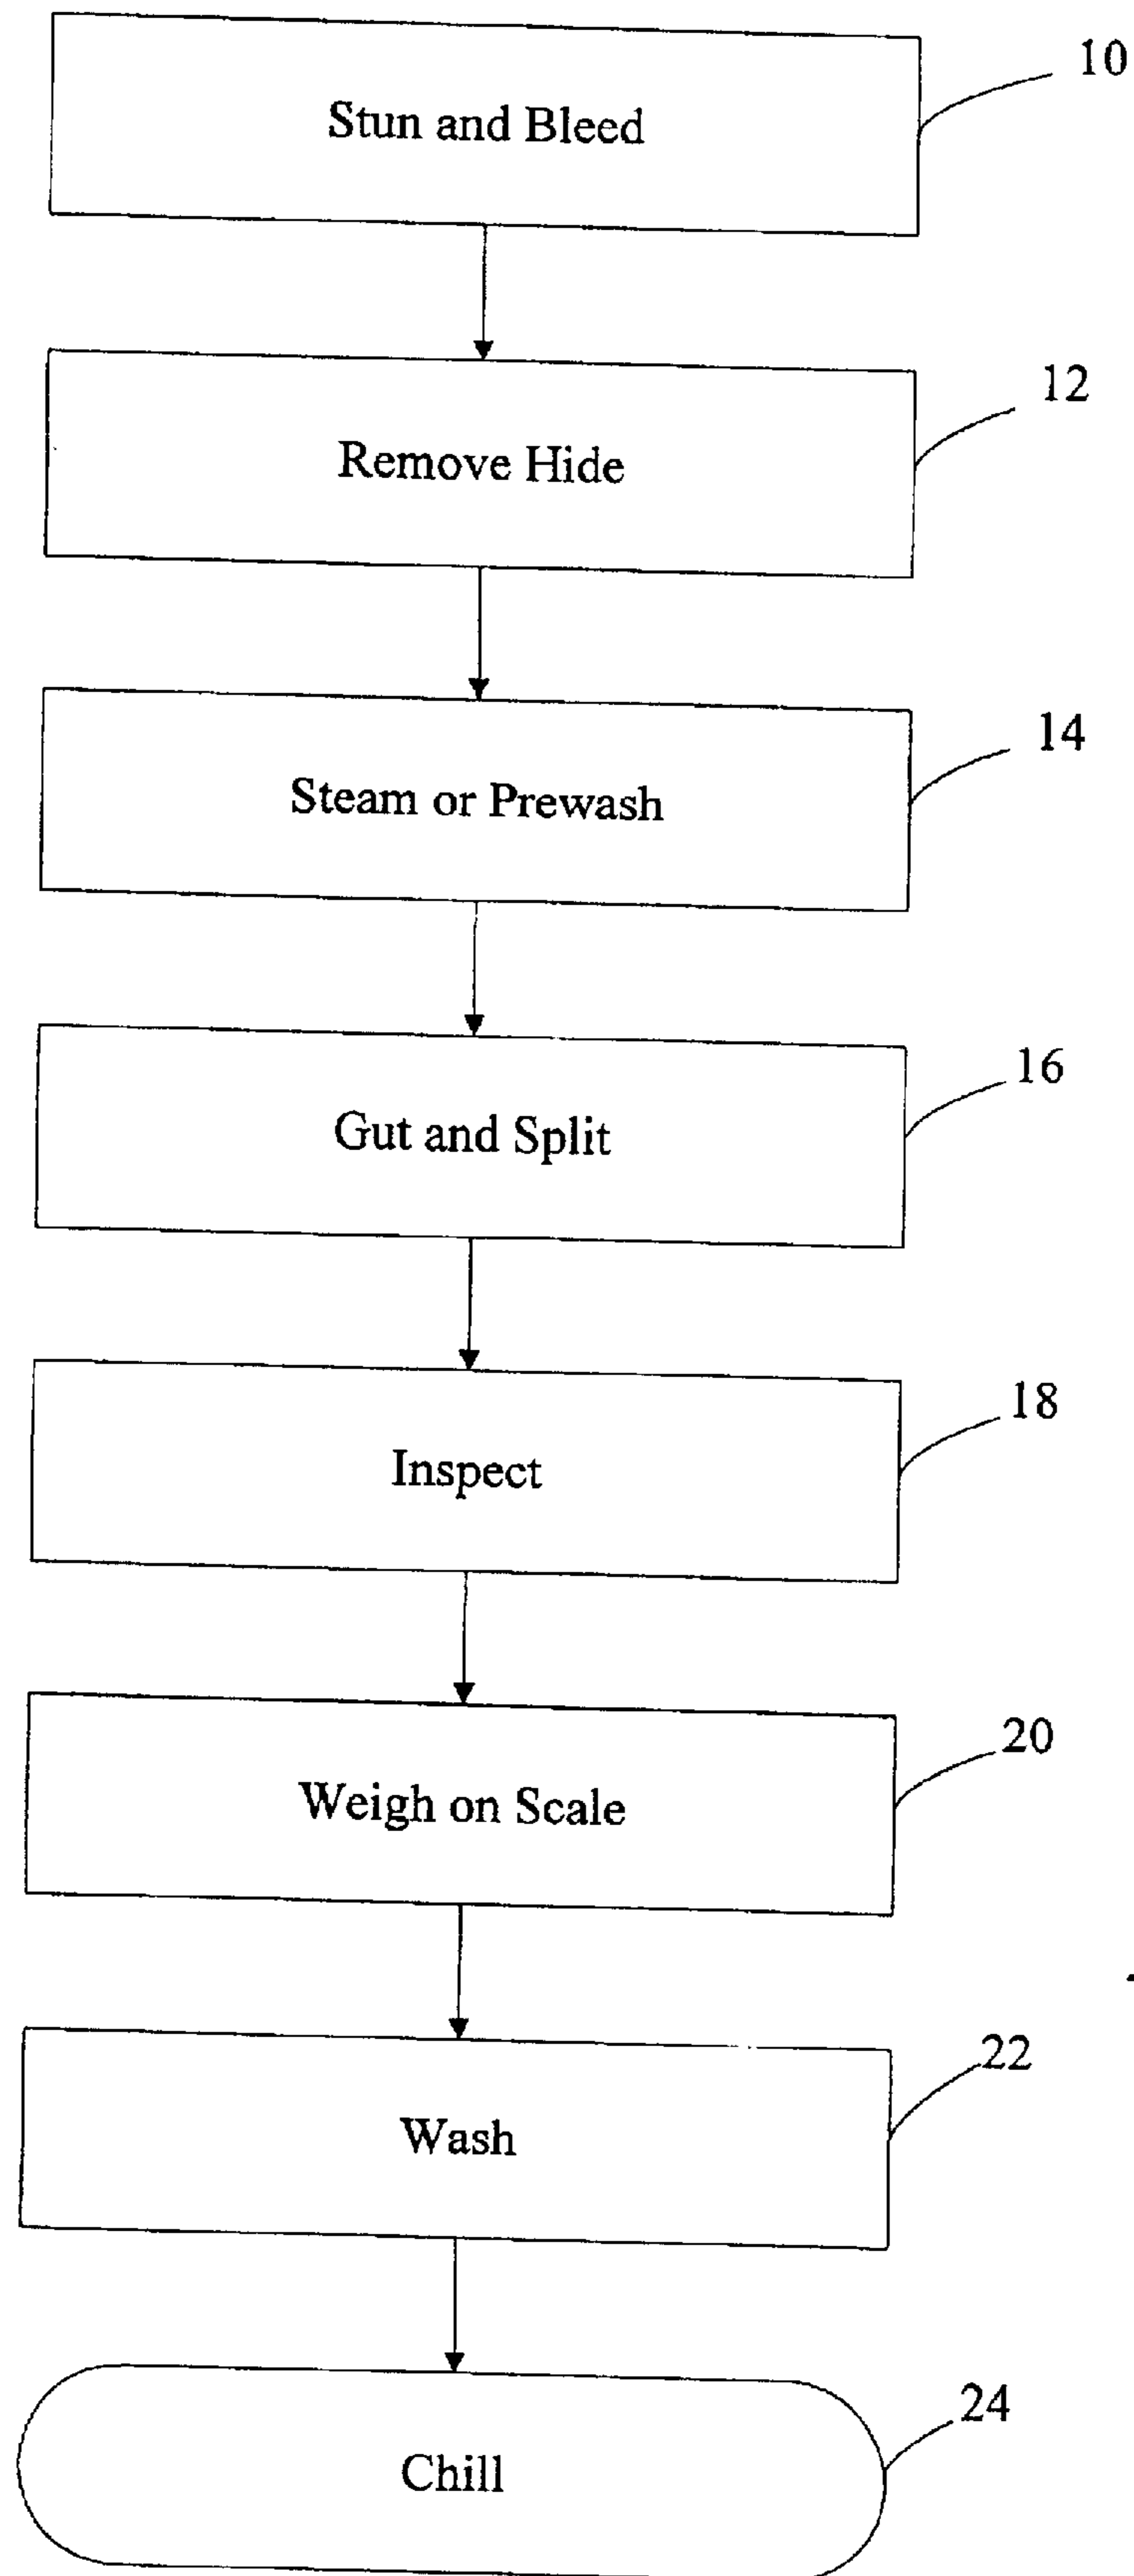 Stun and Bleed
10
Remove Hide
12
Steam or Prewash
14
Gut and Split
16
Inspect
18
Weigh on Scale
20
Wash
22
Chill
24